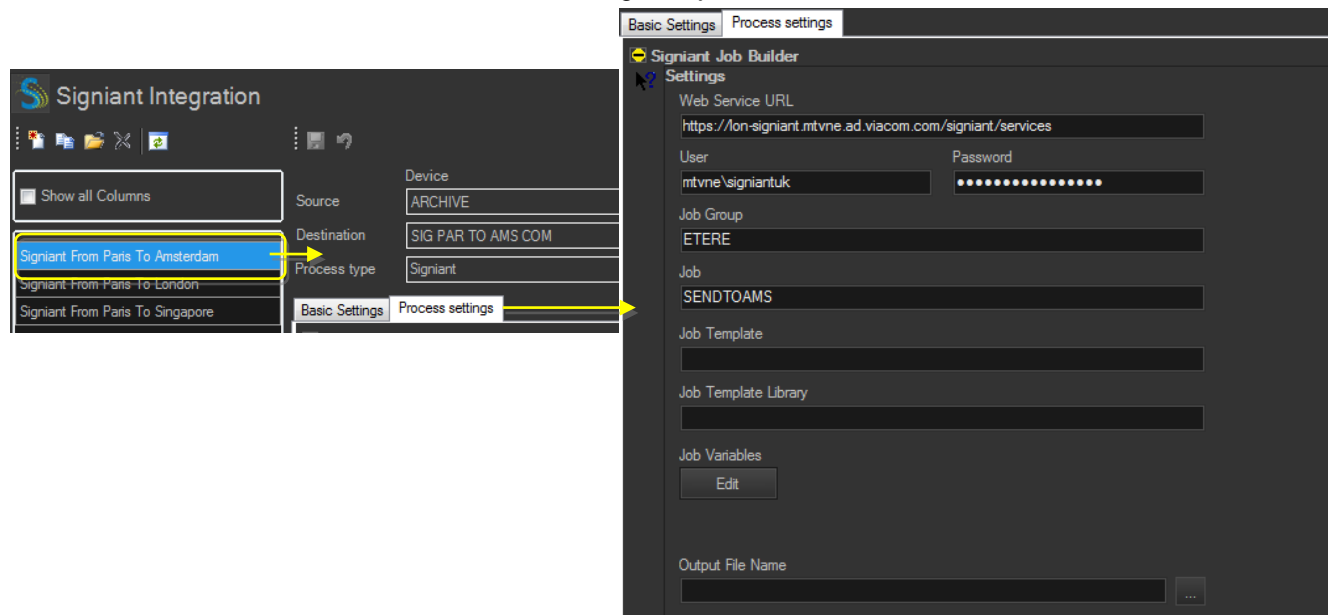 Signiant Integration
Show all Columns
Device
Source
ARCHIVE
Destination
SIG PAR TO AMS COM
Process type
Signiant
Signiant From Paris To Amsterdam
Signiant From Paris To London
Signiant From Paris To Singapore
Basic Settings
Process settings
Basic Settings
Process settings
Signiant Job Builder
Settings
Web Service URL
https://lon-signiant.mtvne.ad.viacom.com/signiant/services
User
Password
mtvne\signiantuk
••••••••••••••••
Job Group
ETERE
Job
SENDTOAMS
Job Template
Job Template Library
Job Variables
Edit
Output File Name
...